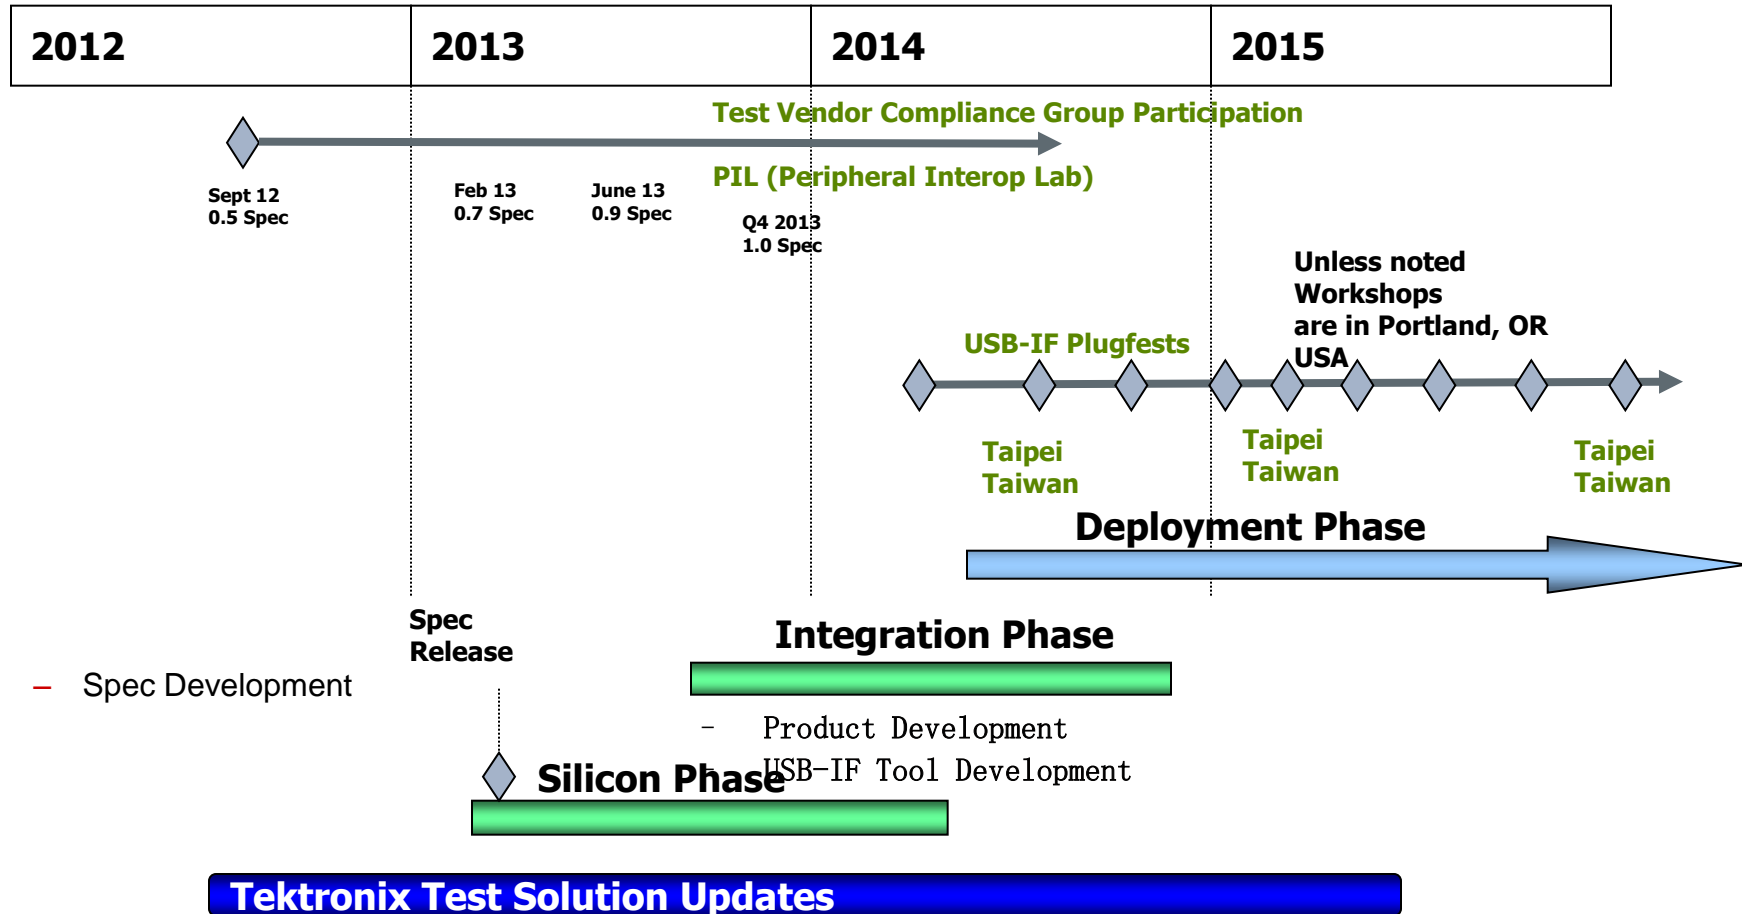 2012
2013
2014
2015
Test Vendor Compliance Group Participation
PIL (Peripheral Interop Lab)
Sept 12
0.5 Spec
Feb 13
0.7 Spec
June 13
0.9 Spec
Q4 2013
1.0 Spec
Unless noted
Workshops
are in Portland, OR
USA
USB-IF Plugfests
Taipei
Taiwan
Taipei
Taiwan
Taipei
Taiwan
Deployment Phase
Spec
Release
Integration Phase
– Spec Development
– Product Development
– USB-IF Tool Development
Silicon Phase
Tektronix Test Solution Updates